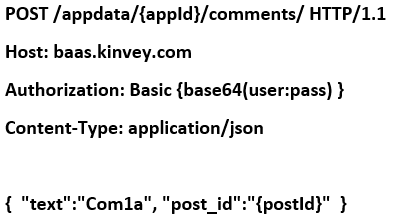 POST /appdata/{appId}/comments/ HTTP/1.1
Host: baas.kinvey.com
Authorization: Basic {base64(user:pass) }
Content-Type: application/json
{  "text":"Com1a", "post_id":"{postId}"  }